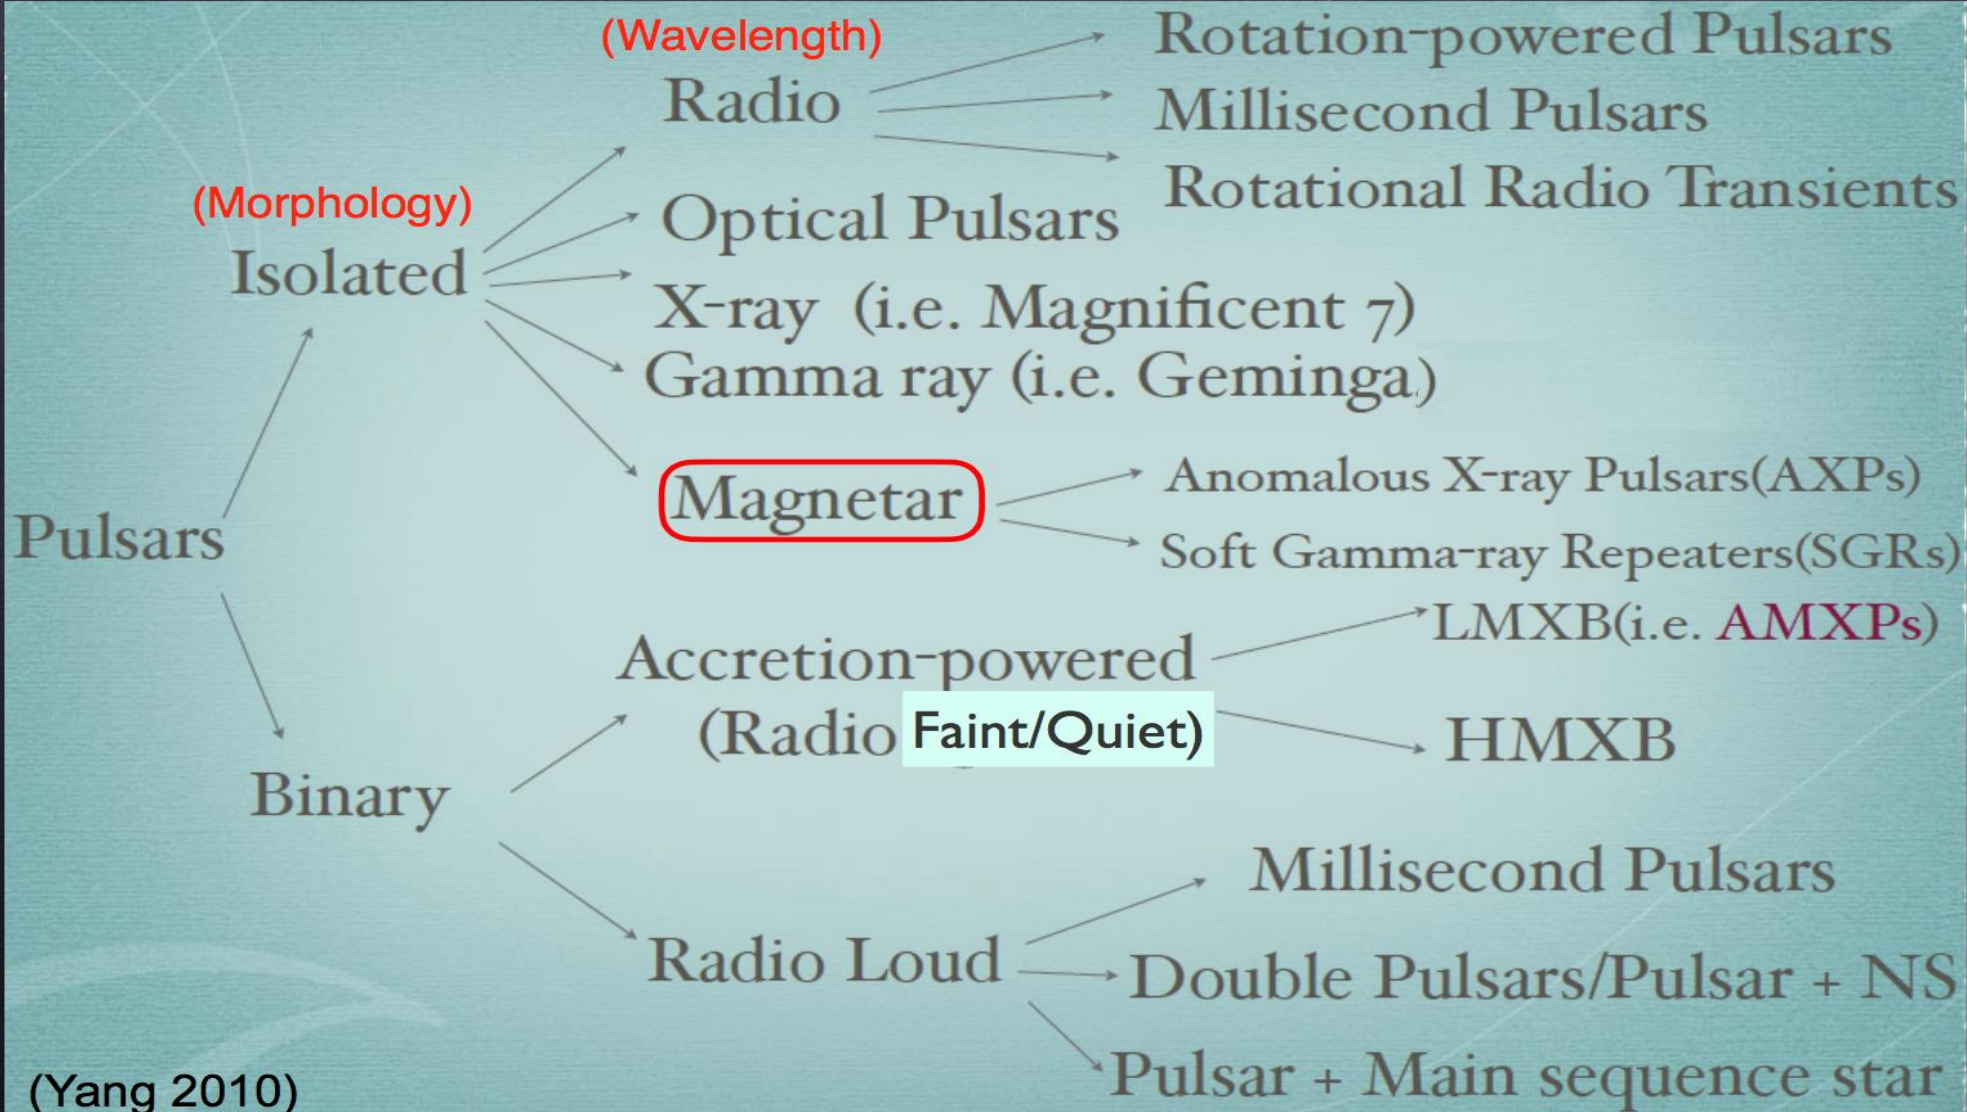 (Wavelength)
Rotation-powered Pulsars
Radio
Millisecond Pulsars
Rotational Radio Transients
(Morphology)
Optical Pulsars
Isolated
X-ray (i.e. Magnificent 7)
Gamma ray (i.e. Geminga)
Magnetar
Anomalous X-ray Pulsars(AXPs)
Soft Gamma-ray Repeaters(SGRs)
Pulsars
LMXB(i.e. AMXPs)
Accretion-powered
(Radio Faint/Quiet)
HMXB
Binary
Millisecond Pulsars
Radio Loud
Double Pulsars/Pulsar + NS
Pulsar + Main sequence star
(Yang 2010)